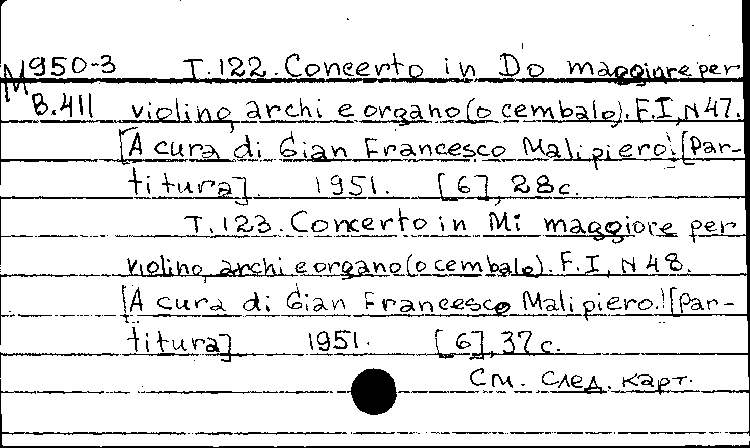 M950-3 T.122. Concerto in Do maggiore per
B.411 violino, archi e organo (o cembalo). F.I, N 47.
[A cura di Gian Francesco Malipiero.] [Par-
titura]. 1951. [6], 28 с.
T.123. Concerto in Mi maggiore per
violino, archi e organo (o cembalo). F.I, N 48.
[A cura di Gian Francesco Malipiero.] [Par-
titura] 1951. [6], 37 с.
См. след. карт.